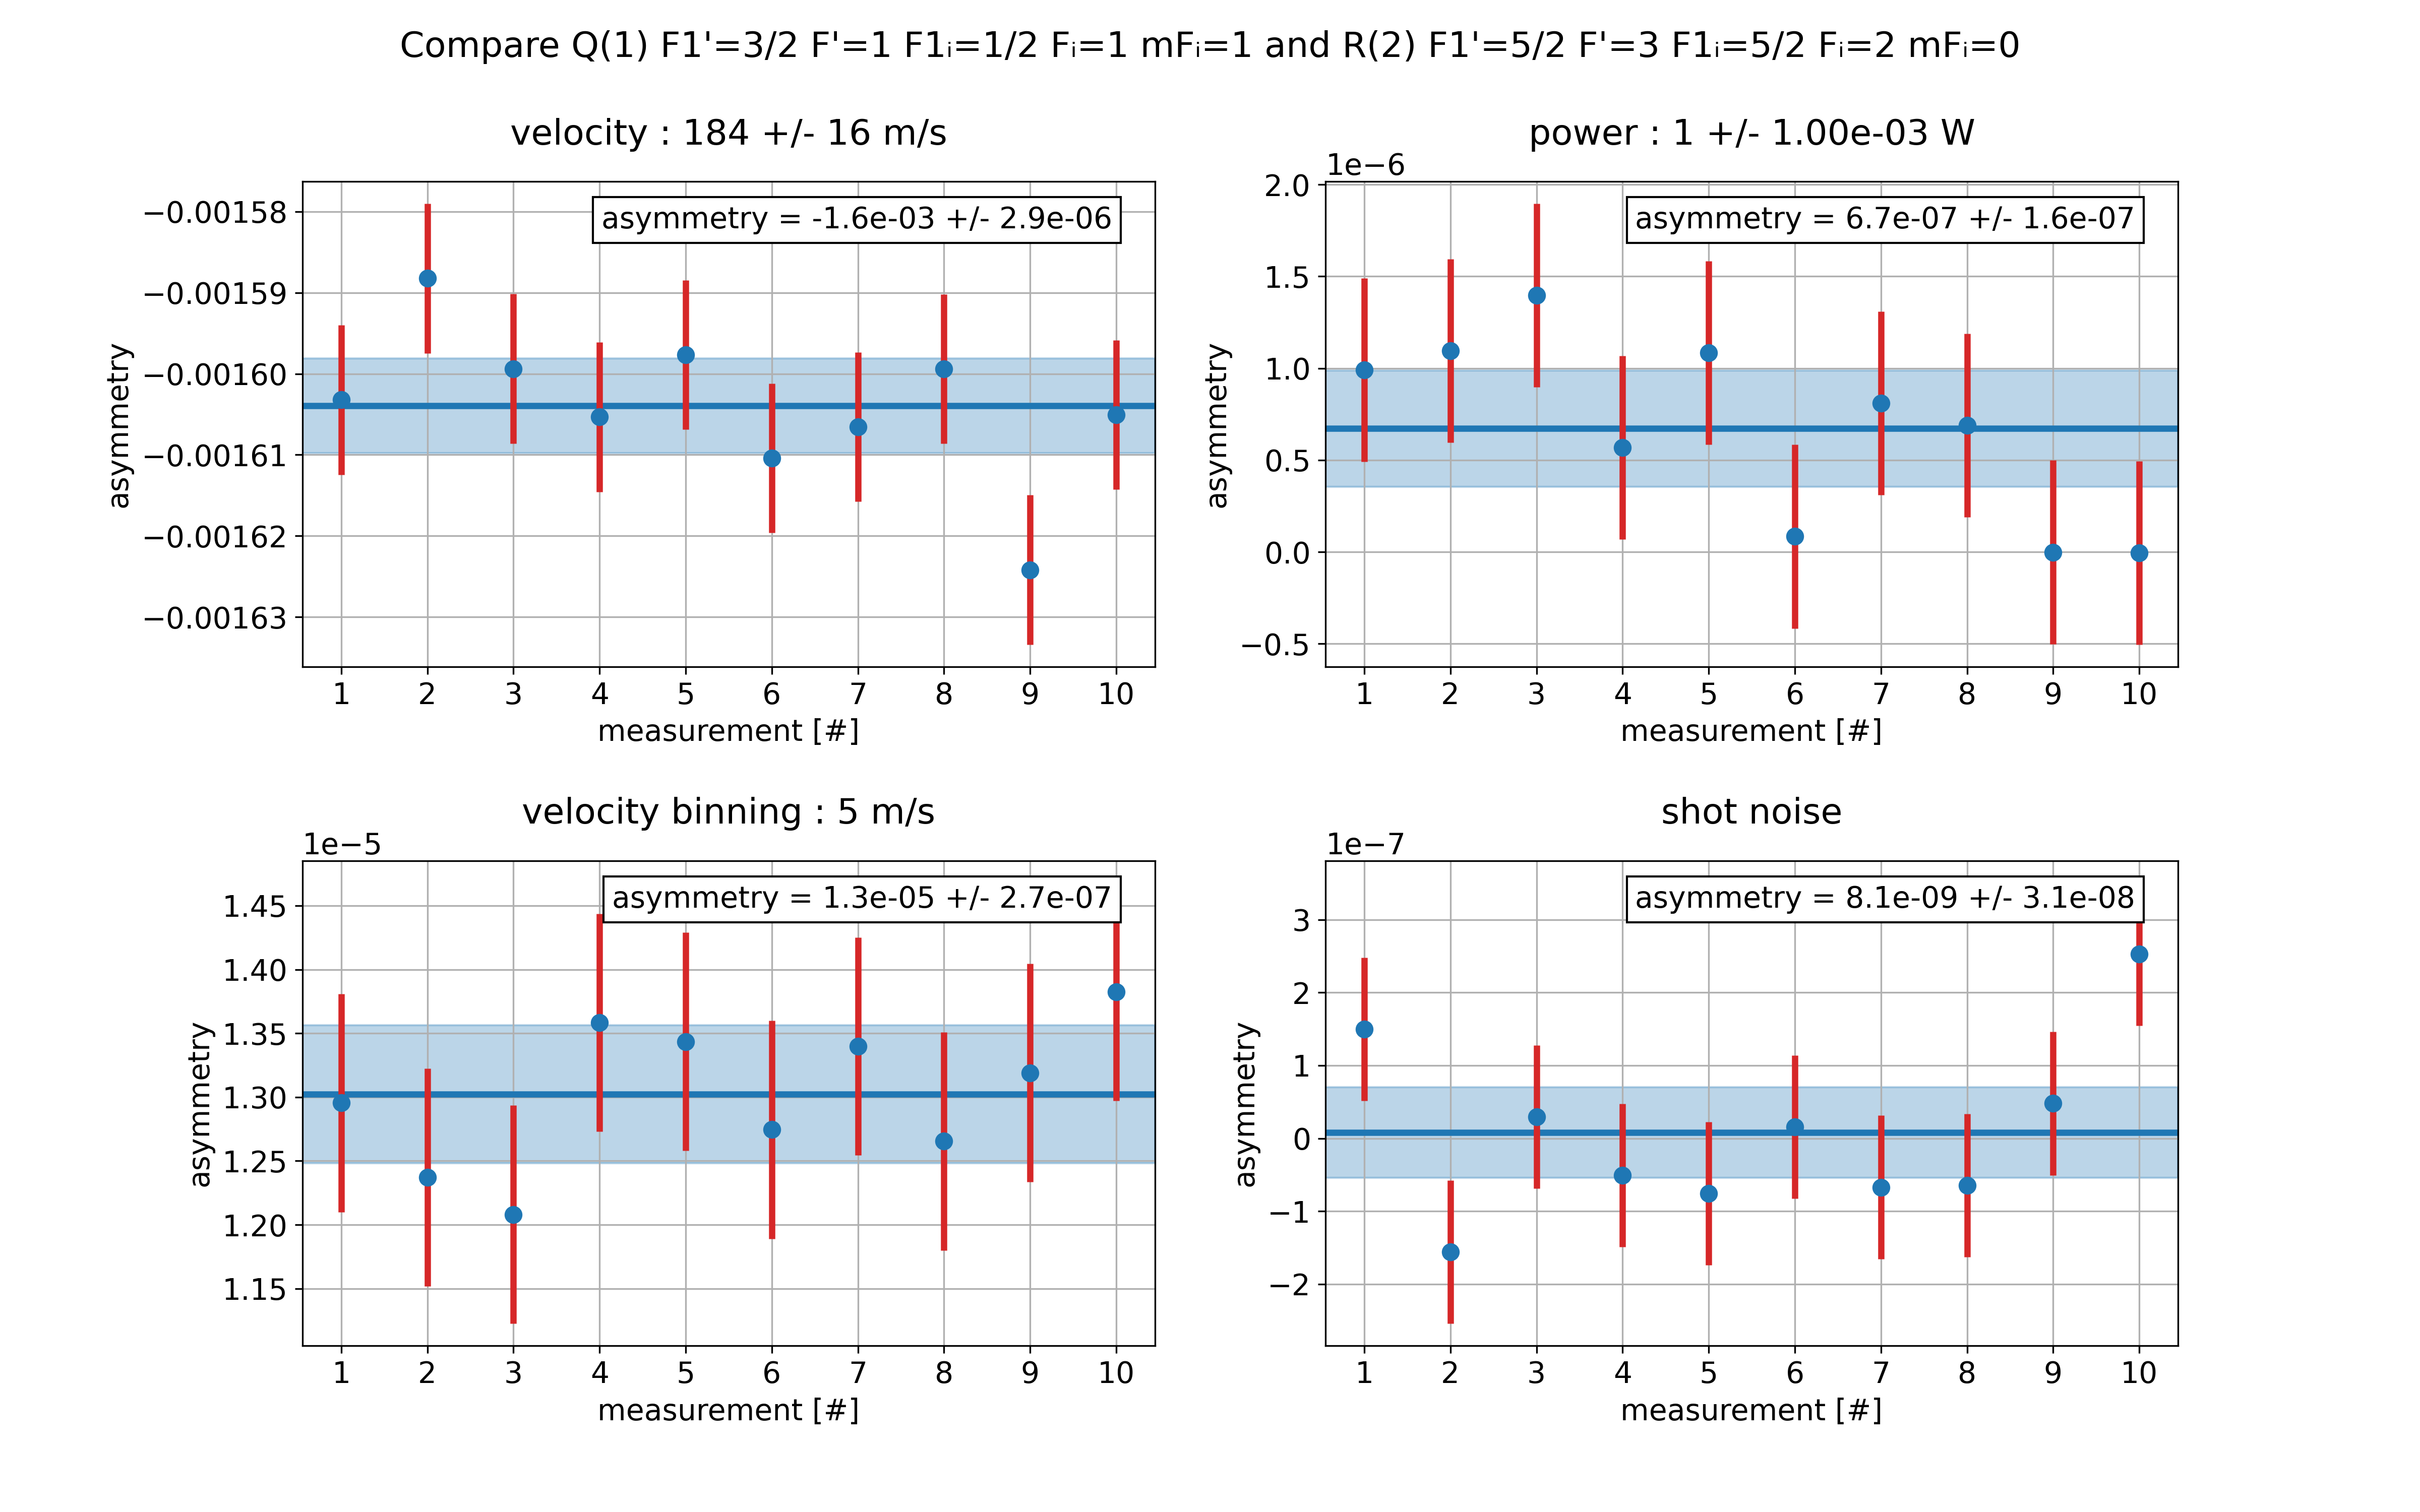 Compare Q(1) F1'=3/2 F'=1 F1ᵢ=1/2 Fᵢ=1 mFᵢ=1 and R(2) F1'=5/2 F'=3 F1ᵢ=5/2 Fᵢ=2 mFᵢ=0
velocity : 184 +/- 16 m/s
asymmetry = -1.6e-03 +/- 2.9e-06
−0.00158
−0.00159
−0.00160
−0.00161
−0.00162
−0.00163
asymmetry
1 2 3 4 5 6 7 8 9 10
measurement [#]
power : 1 +/- 1.00e-03 W
1e−6
asymmetry = 6.7e-07 +/- 1.6e-07
2.0
1.5
1.0
0.5
0.0
−0.5
asymmetry
1 2 3 4 5 6 7 8 9 10
measurement [#]
velocity binning : 5 m/s
1e−5
asymmetry = 1.3e-05 +/- 2.7e-07
1.45
1.40
1.35
1.30
1.25
1.20
1.15
asymmetry
1 2 3 4 5 6 7 8 9 10
measurement [#]
shot noise
1e−7
asymmetry = 8.1e-09 +/- 3.1e-08
3
2
1
0
−1
−2
asymmetry
1 2 3 4 5 6 7 8 9 10
measurement [#]